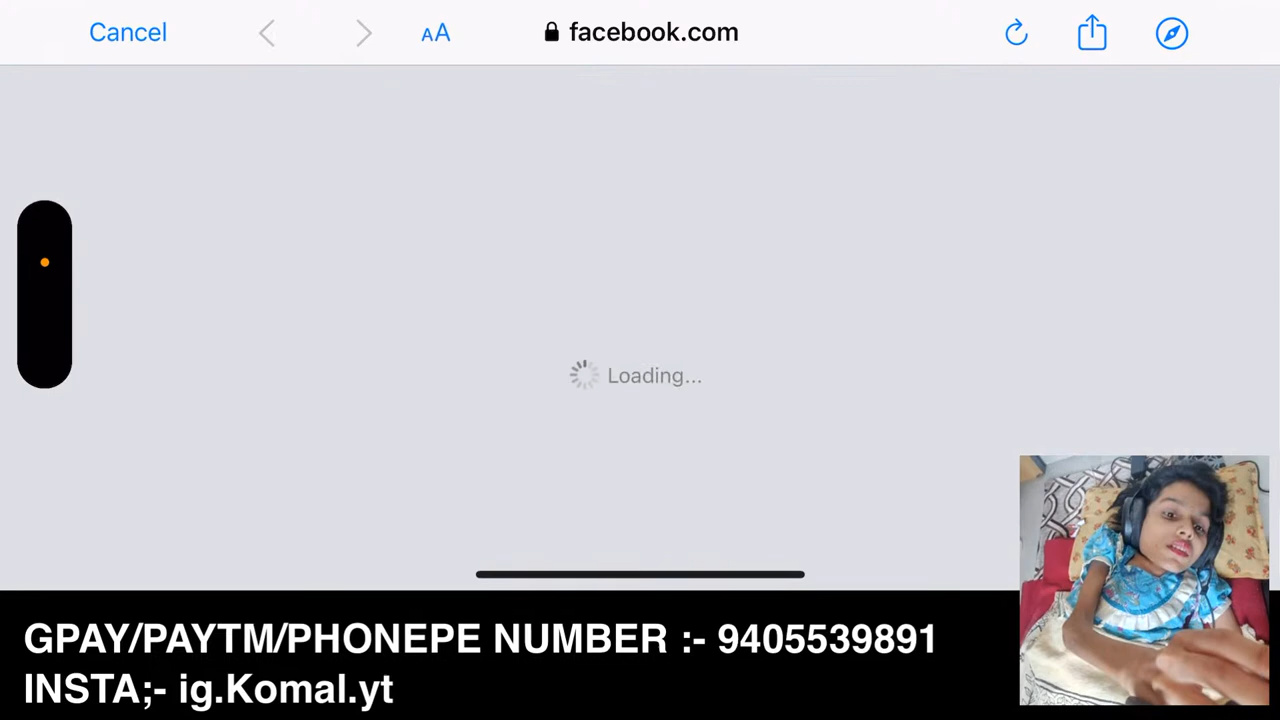 Cancel
AA
facebook.com
Loading...
GPAY/PAYTM/PHONEPE NUMBER :- 9405539891
INSTA;- ig.Komal.yt